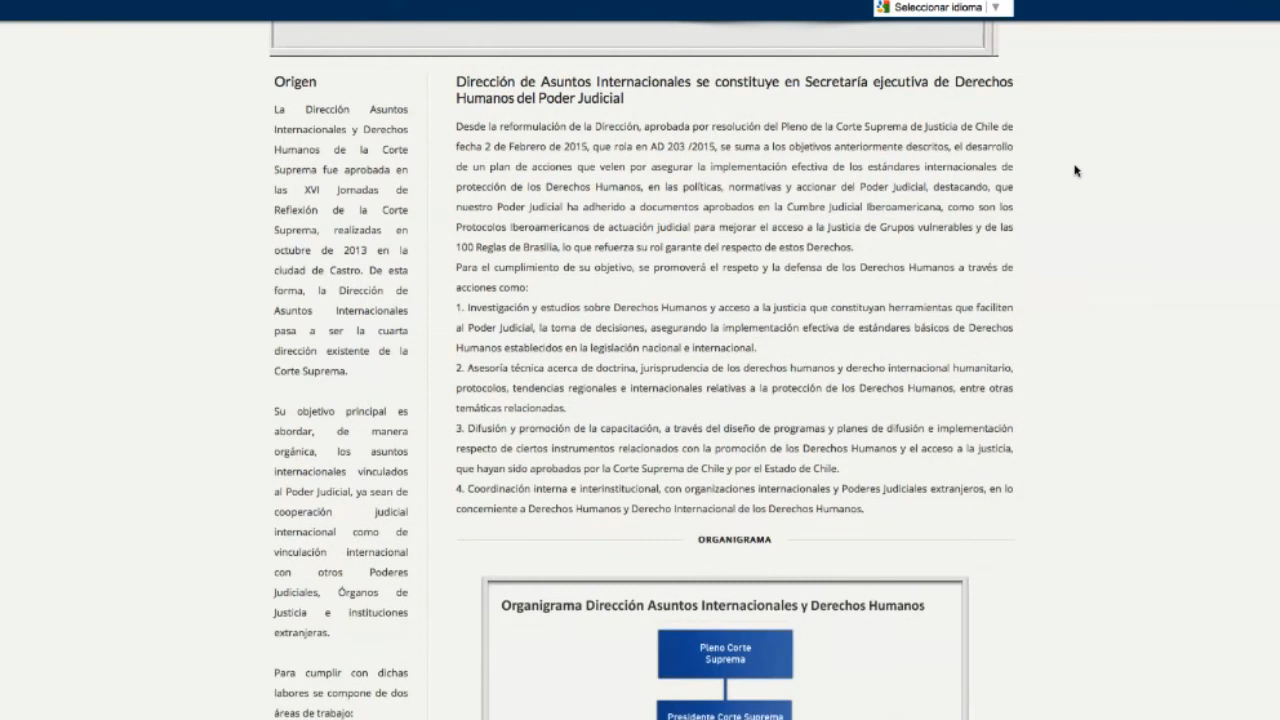 Seleccionar idioma
Origen
La Dirección Asuntos
Internacionales y Derechos
Humanos de la Corte
Suprema fue aprobada en
las XVI Jornadas de
Reflexión de la Corte
Suprema, realizadas en
octubre de 2013 en la
ciudad de Castro. De esta
forma, la Dirección de
Asuntos Internacionales
pasa a ser la cuarta
dirección existente de la
Corte Suprema.
Su objetivo principal es
abordar, de manera
orgánica, los asuntos
internacionales vinculados
al Poder Judicial, ya sean de
cooperación judicial
internacional como de
vinculación internacional
con otros Poderes
Judiciales, Órganos de
Justicia e instituciones
extranjeras.
Para cumplir con dichas
labores se compone de dos
áreas de trabajo:
Dirección de Asuntos Internacionales se constituye en Secretaría ejecutiva de Derechos
Humanos del Poder Judicial
Desde la reformulación de la Dirección, aprobada por resolución del Pleno de la Corte Suprema de Justicia de Chile de
fecha 2 de Febrero de 2015, que rola en AD 203 /2015, se suma a los objetivos anteriormente descritos, el desarrollo
de un plan de acciones que velen por asegurar la implementación efectiva de los estándares internacionales de
protección de los Derechos Humanos, en las políticas, normativas y accionar del Poder Judicial, destacando, que
nuestro Poder Judicial ha adherido a documentos aprobados en la Cumbre Judicial Iberoamericana, como son los
Protocolos Iberoamericanos de actuación judicial para mejorar el acceso a la Justicia de Grupos vulnerables y de las
100 Reglas de Brasilia, lo que refuerza su rol garante del respecto de estos Derechos.
Para el cumplimiento de su objetivo, se promoverá el respeto y la defensa de los Derechos Humanos a través de
acciones como:
1. Investigación y estudios sobre Derechos Humanos y acceso a la justicia que constituyan herramientas que faciliten
al Poder Judicial, la toma de decisiones, asegurando la implementación efectiva de estándares básicos de Derechos
Humanos establecidos en la legislación nacional e internacional.
2. Asesoría técnica acerca de doctrina, jurisprudencia de los derechos humanos y derecho internacional humanitario,
protocolos, tendencias regionales e internacionales relativas a la protección de los Derechos Humanos, entre otras
temáticas relacionadas.
3. Difusión y promoción de la capacitación, a través del diseño de programas y planes de difusión e implementación
respecto de ciertos instrumentos relacionados con la promoción de los Derechos Humanos y el acceso a la justicia,
que hayan sido aprobados por la Corte Suprema de Chile y por el Estado de Chile.
4. Coordinación interna e interinstitucional, con organizaciones internacionales y Poderes Judiciales extranjeros, en lo
concerniente a Derechos Humanos y Derecho Internacional de los Derechos Humanos.
ORGANIGRAMA
Organigrama Dirección Asuntos Internacionales y Derechos Humanos
Pleno Corte
Suprema
Presidente Corte Suprema